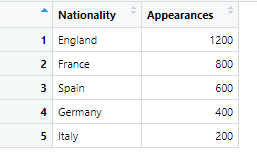 Nationality Appearances
1 England 1200
2 France 800
3 Spain 600
4 Germany 400
5 Italy 200